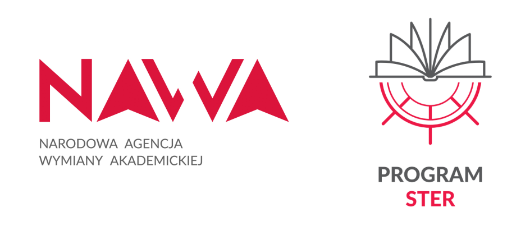 NAWA
NARODOWA AGENCJA
WYMIANY AKADEMICKIEJ
PROGRAM
STER